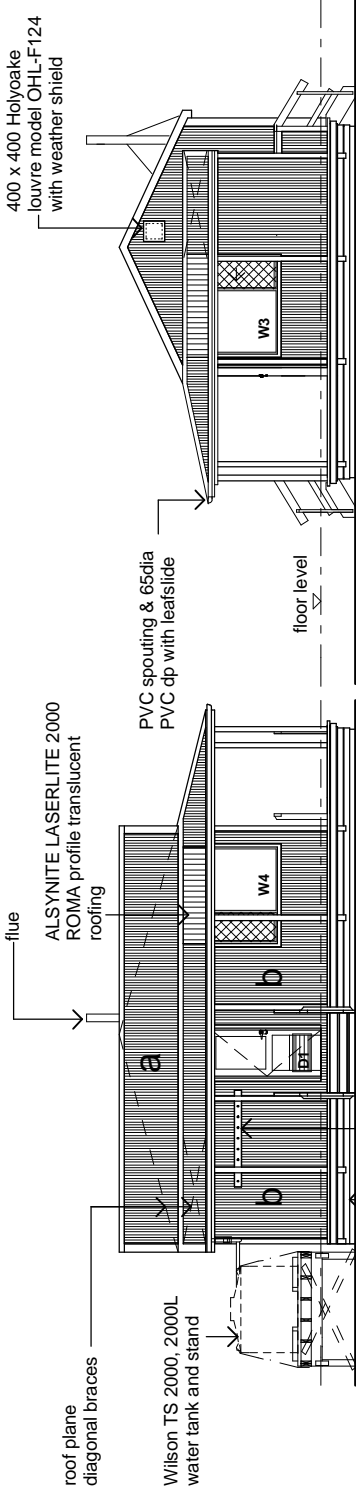 flue
roof plane
diagonal braces
ALSYNITE LASERLITE 2000
ROMA profile translucent
roofing
Wilson TS 2000, 2000L
water tank and stand
a
b
b
D1
W4
PVC spouting & 65dia
PVC dp with leafslide
floor level
400 x 400 Holyoake
louvre model OHL-F124
with weather shield
W3